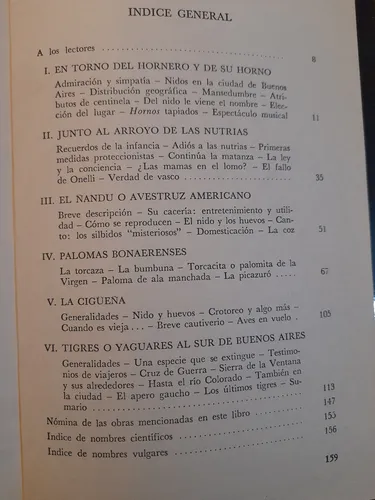 INDICE GENERAL
A los lectores 8
I. EN TORNO DEL HORNERO Y DE SU HORNO
Admiración y simpatía – Nidos en la ciudad de Buenos
Aires – Distribución geográfica – Mantedumbre – Atri-
butos de centinela – Del nido le viene el nombre – Elec-
ción del lugar – Hornos tapiados – Espectáculo musical 11
II. JUNTO AL ARROYO DE LAS NUTRIAS
Recuerdos de la infancia – Adiós a las nutrias – Primeras
medidas proteccionistas – Continúa la matanza – La ley
y la conciencia – ¿Las mamas en el lomo? – El fallo
de Onelli – Verdad de vasco 35
III. EL ÑANDU O AVESTRUZ AMERICANO
Breve descripción – Su cacería: entretenimiento y utili-
dad – Cómo se reproducen – El nido y los huevos – Can-
to: los silbidos "misteriosos" – Domesticación – La coz 51
IV. PALOMAS BONAERENSES
La torcaza – La bumbuna – Torcacita o palomita de la
Virgen – Paloma de ala manchada – La picazuró ..... 67
V. LA CIGUEÑA
Generalidades – Nido y huevos – Crotoreo y algo más –
Cuando es vieja... – Breve cautiverio – Aves en vuelo . 105
VI. TIGRES O YAGUARES AL SUR DE BUENOS AIRES
Generalidades – Una especie que se extingue – Testimo-
nios de viajeros – Cruz de Guerra – Sierra de la Ventana
y sus alrededores – Hasta el río Colorado – También en
la ciudad – El apero gaucho – Los últimos tigres – Su-
mario 113
147
Nómina de las obras mencionadas en este libro 155
Indice de nombres científicos 156
Indice de nombres vulgares
159